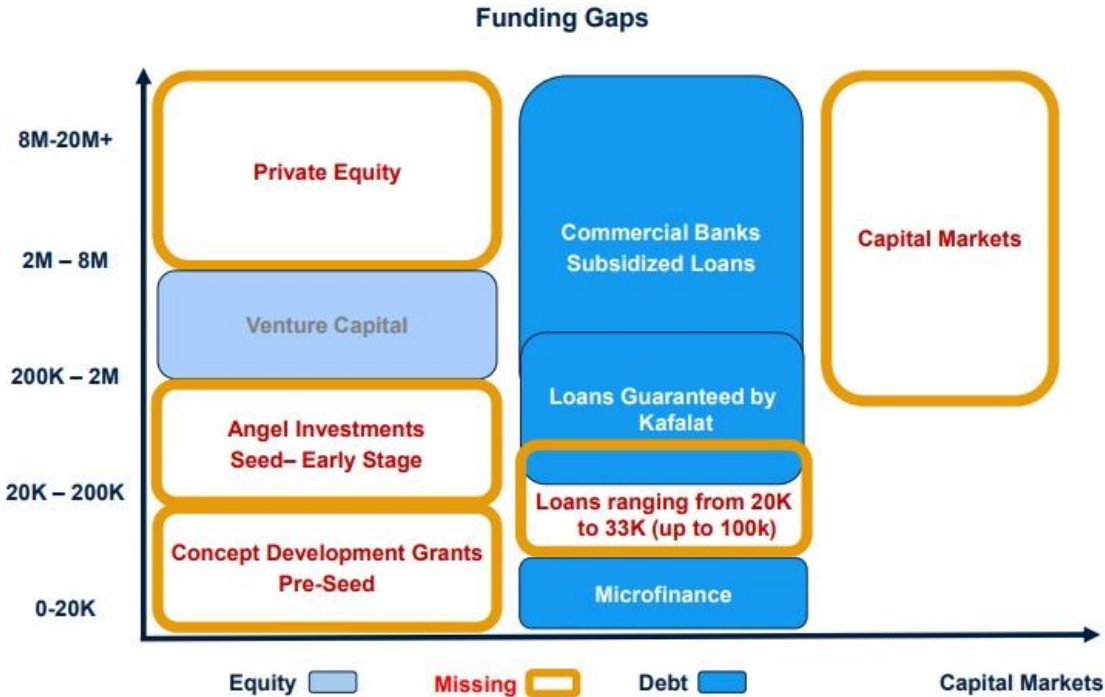 Funding Gaps
8M-20M+
2M – 8M
200K – 2M
20K – 200K
0-20K
Private Equity
Venture Capital
Angel Investments
Seed– Early Stage
Concept Development Grants
Pre-Seed
Commercial Banks
Subsidized Loans
Loans Guaranteed by
Kafalat
Loans ranging from 20K
to 33K (up to 100k)
Microfinance
Capital Markets
Equity
Missing
Debt
Capital Markets